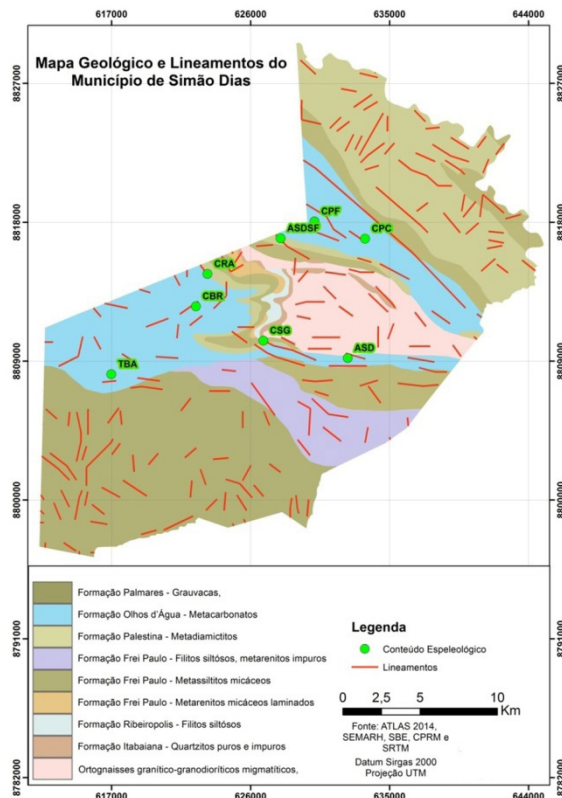 617000 626000 635000 644000
Mapa Geológico e Lineamentos do
Município de Simão Dias
8827000 8827000
CPF
8818000 8818000
ASDSF CPC
CRA
CBR
CSG
ASD
8809000 8809000
TBA
8800000 8800000
Formação Palmares - Grauvacas,
Formação Olhos d'Água - Metacarbonatos
Formação Palestina - Metadiamictitos
Formação Frei Paulo - Filitos siltósos, metarenitos impuros
Formação Frei Paulo - Metassiltitos micáceos
Formação Frei Paulo - Metarenitos micáceos laminados
Formação Ribeiropolis - Filitos siltósos
Formação Itabaiana - Quartzitos puros e impuros
Ortognaisses granítico-granodioríticos migmatíticos,
8791000 8791000
Legenda
Conteúdo Espeleológico
Lineamentos
0 2,5 5 10
Km
Fonte: ATLAS 2014,
SEMARH, SBE, CPRM e
SRTM
Datum Sirgas 2000
Projeção UTM
8782000 8782000
617000 626000 635000 644000